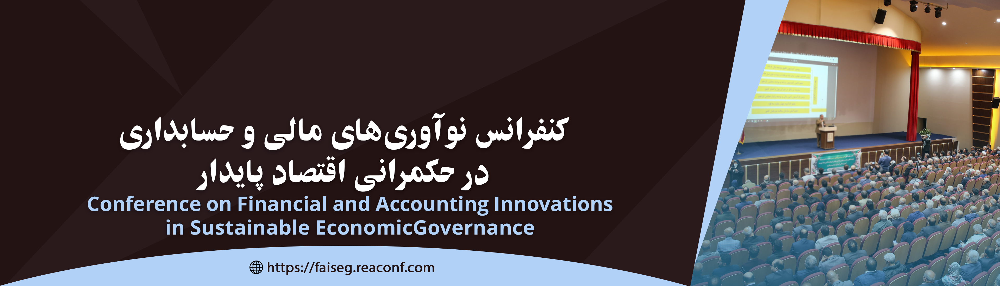 کنفرانس نوآوری‌های مالی و حسابداری
در حکمرانی اقتصاد پایدار
Conference on Financial and Accounting Innovations
in Sustainable EconomicGovernance
https://faiseg.reaconf.com